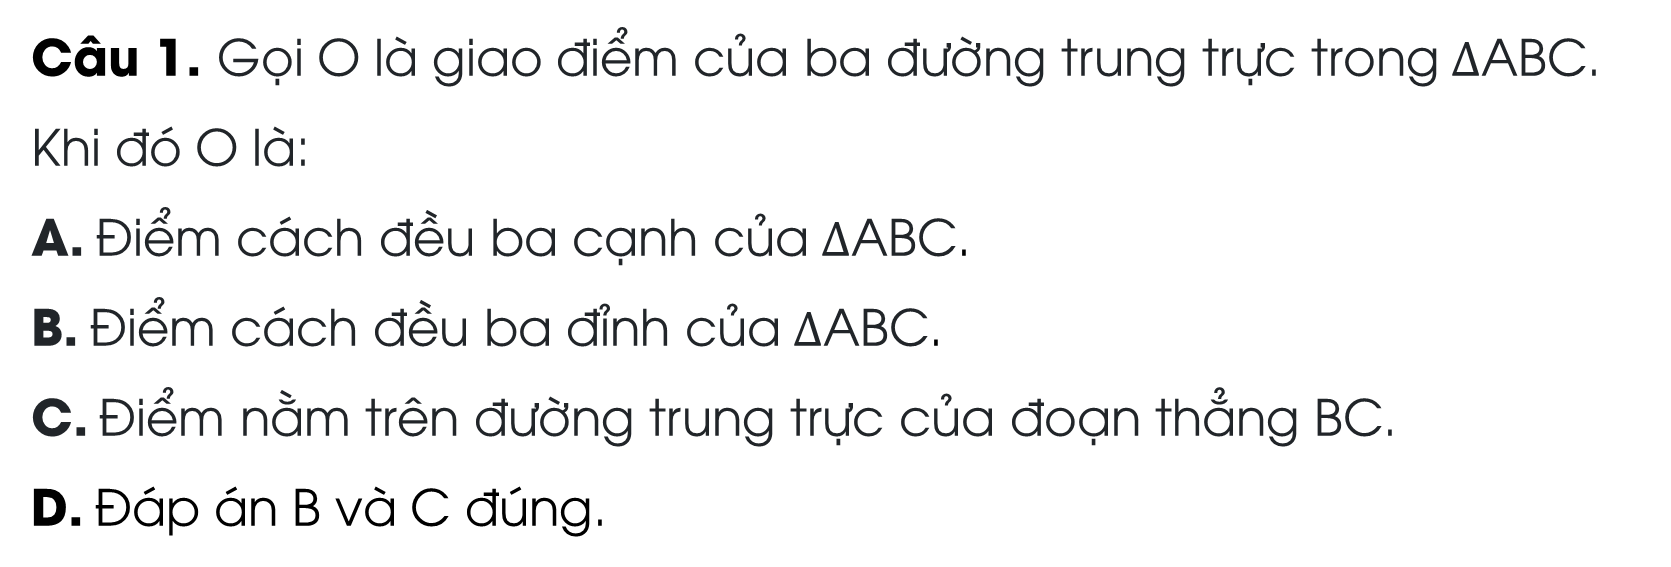 Câu 1. Gọi O là giao điểm của ba đường trung trực trong ΔABC.
Khi đó O là:
A. Điểm cách đều ba cạnh của ΔABC.
B. Điểm cách đều ba đỉnh của ΔABC.
C. Điểm nằm trên đường trung trực của đoạn thẳng BC.
D. Đáp án B và C đúng.